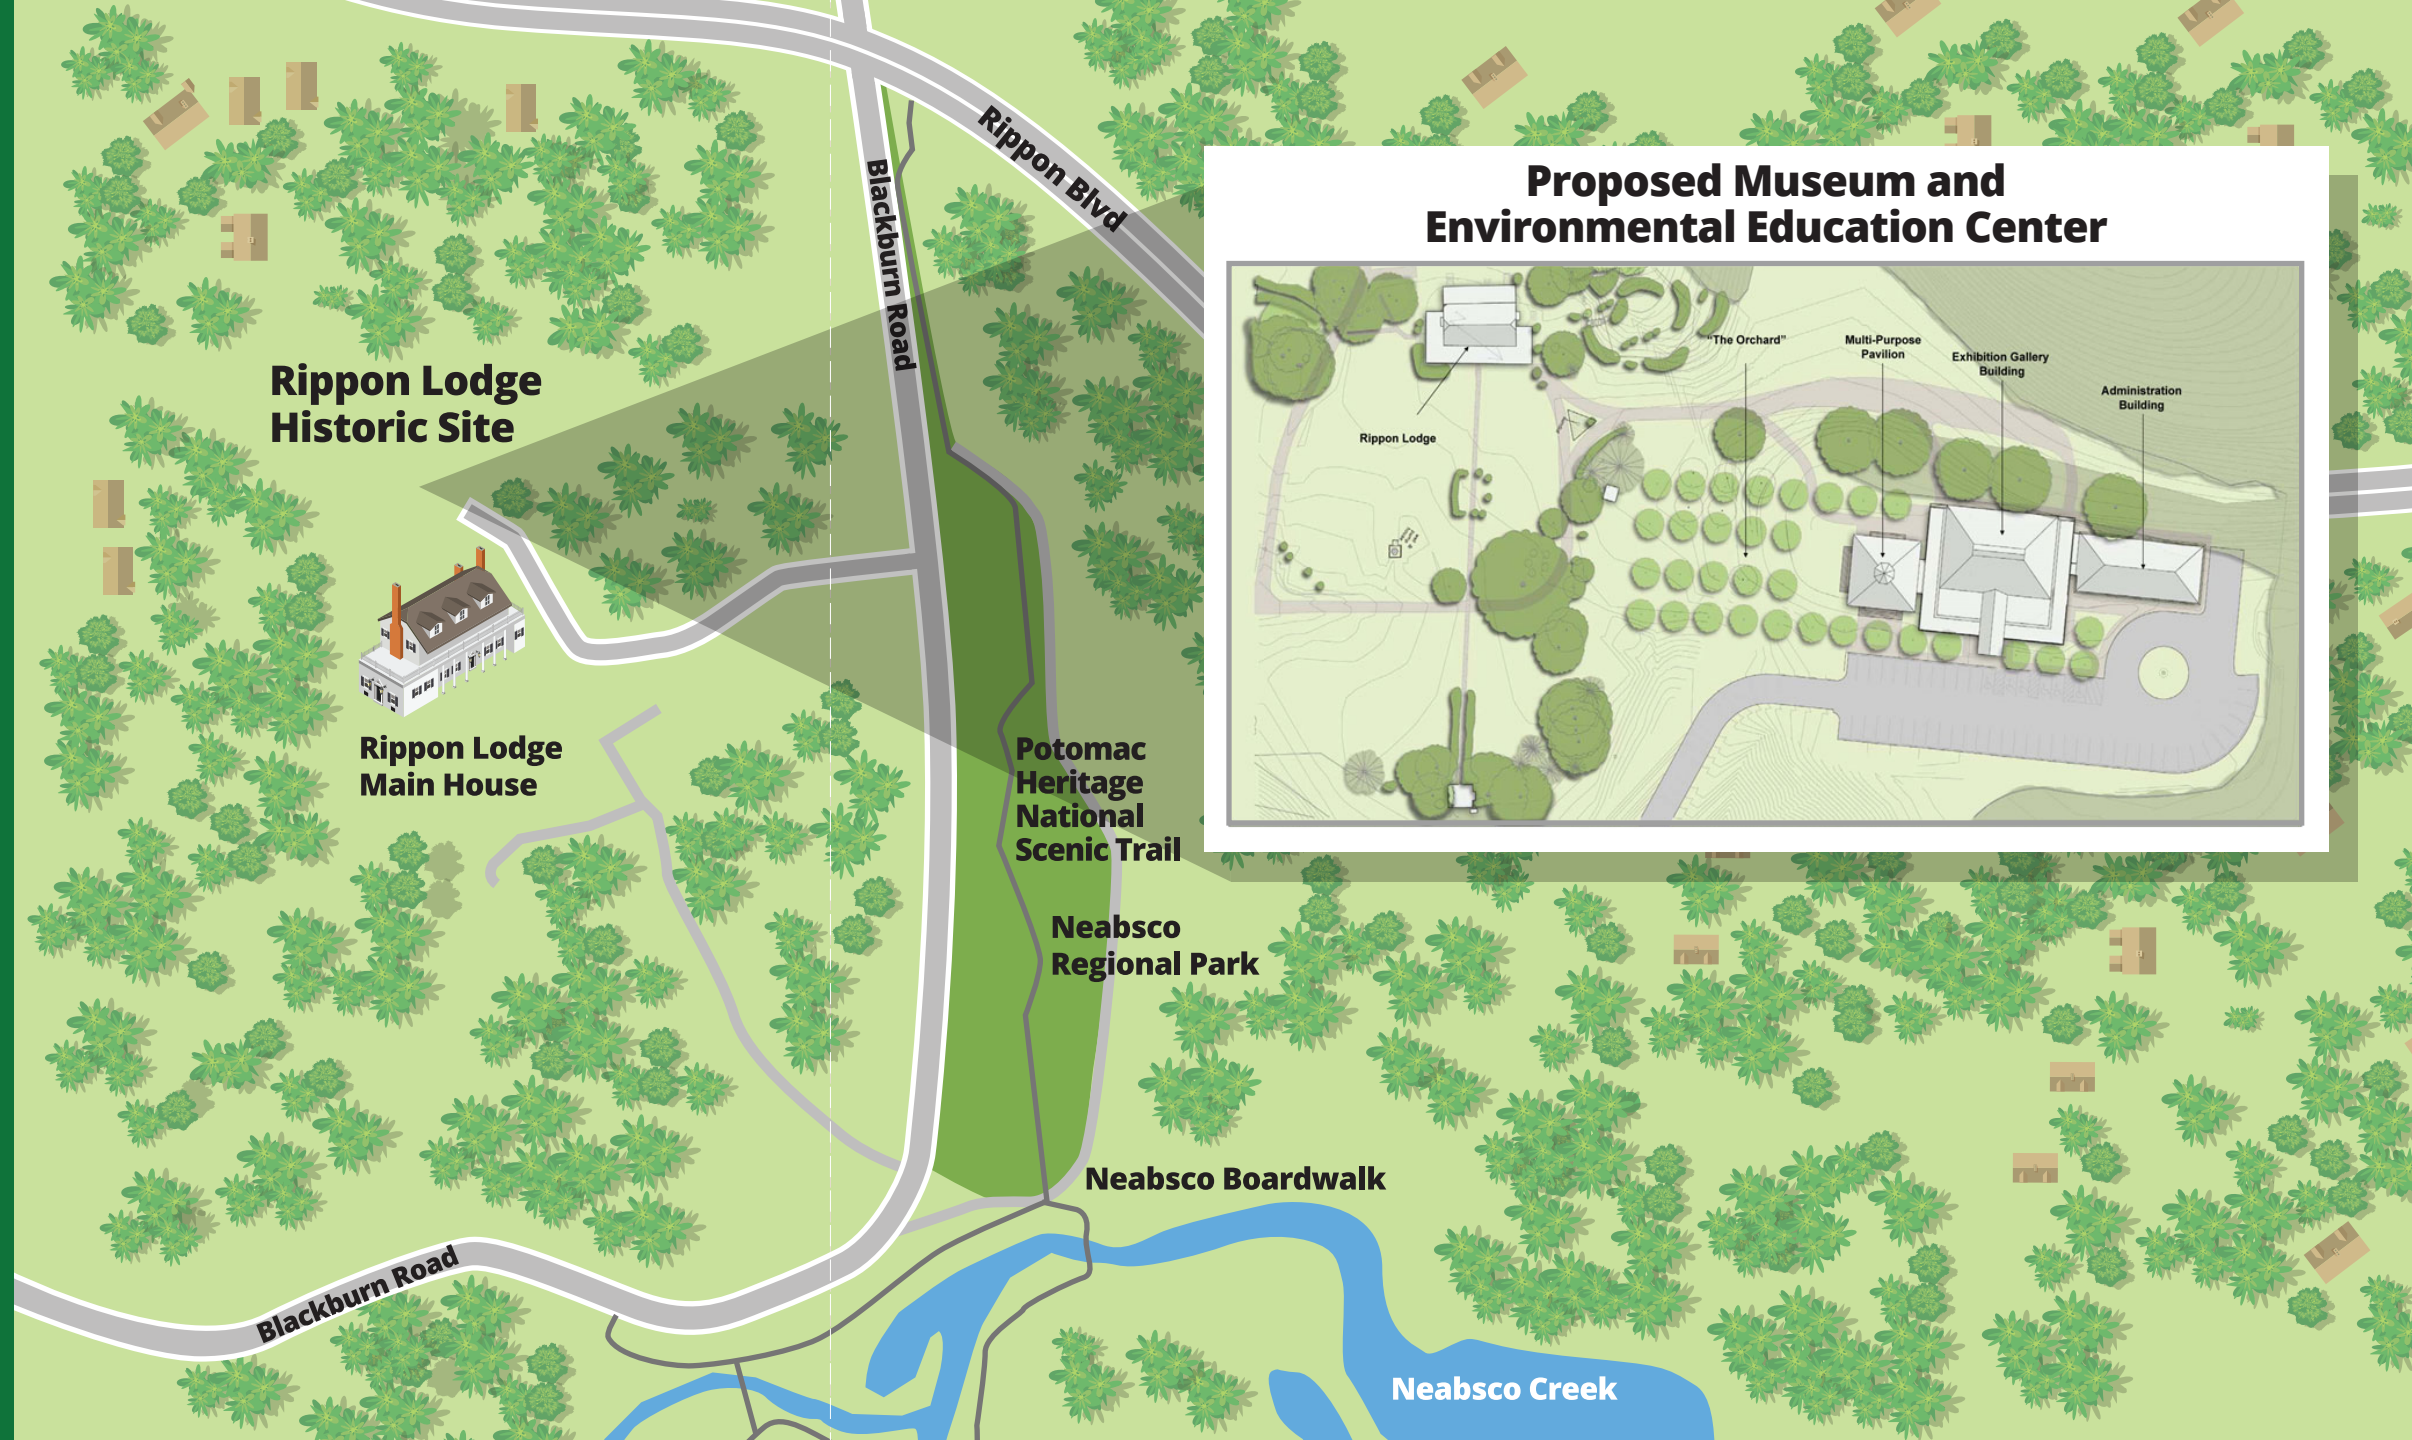 Rippon Blvd
Blackburn Road
Proposed Museum and
Environmental Education Center
"The Orchard"
Multi-Purpose
Pavilion
Exhibition Gallery
Building
Administration
Building
Rippon Lodge
Rippon Lodge
Historic Site
Rippon Lodge
Main House
Potomac
Heritage
National
Scenic Trail
Neabsco
Regional Park
Neabsco Boardwalk
Blackburn Road
Neabsco Creek